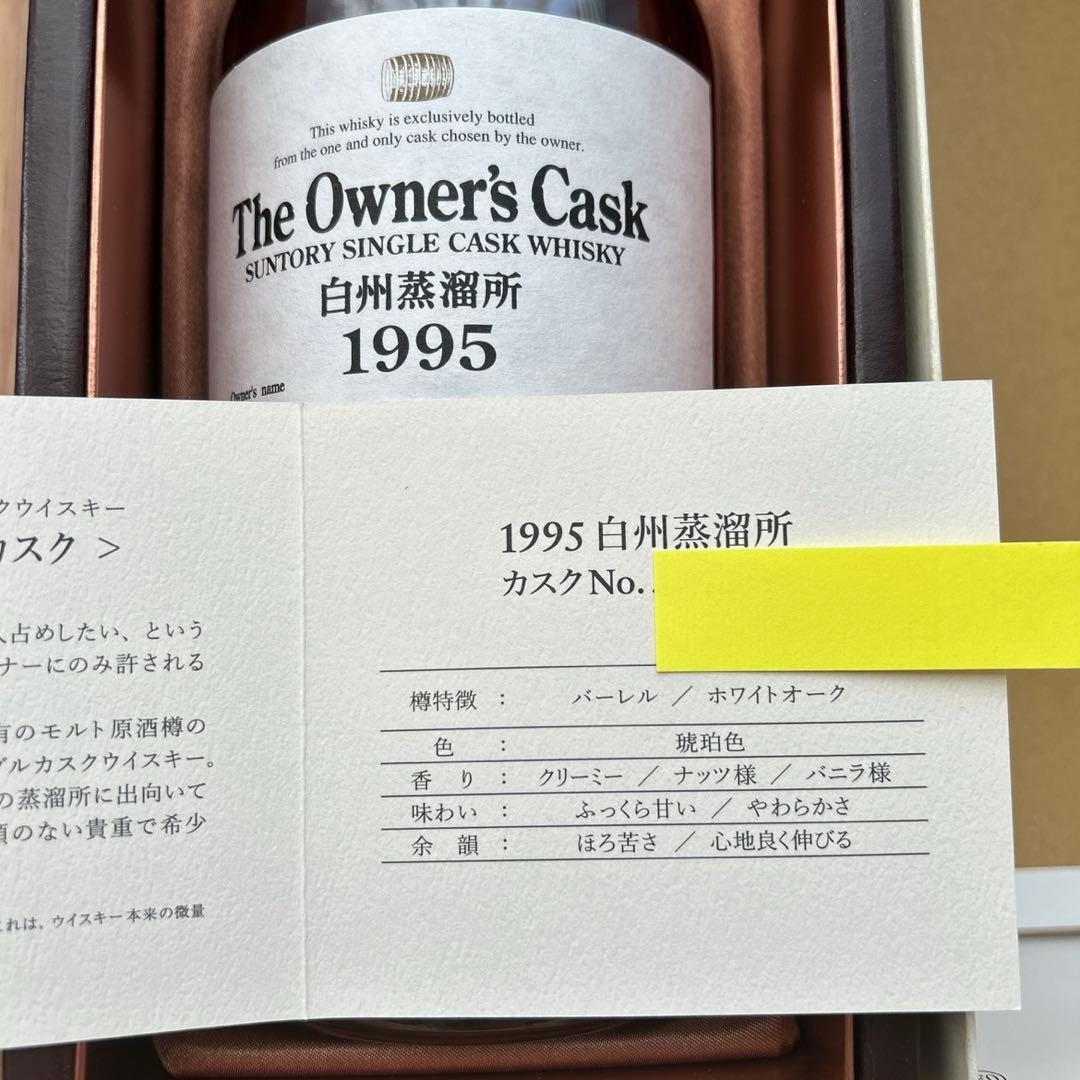 This whisky is exclusively bottled
from the one and only cask chosen by the owner.
The Owner's Cask
SUNTORY SINGLE CASK WHISKY
白州蒸溜所
1995
Owner's name
クウイスキー
カスク >
人占めしたい、という
ナーにのみ許される
有のモルト原酒樽の
グルカスクウイスキー。
の蒸溜所に出向いて
類のない貴重で希少
これは、ウイスキー本来の微量
1995 白州蒸溜所
カスクNo.
樽特徴 : バーレル / ホワイトオーク
色 : 琥珀色
香り : クリーミー / ナッツ様 / バニラ様
味わい : ふっくら甘い / やわらかさ
余韻 : ほろ苦さ / 心地良く伸びる